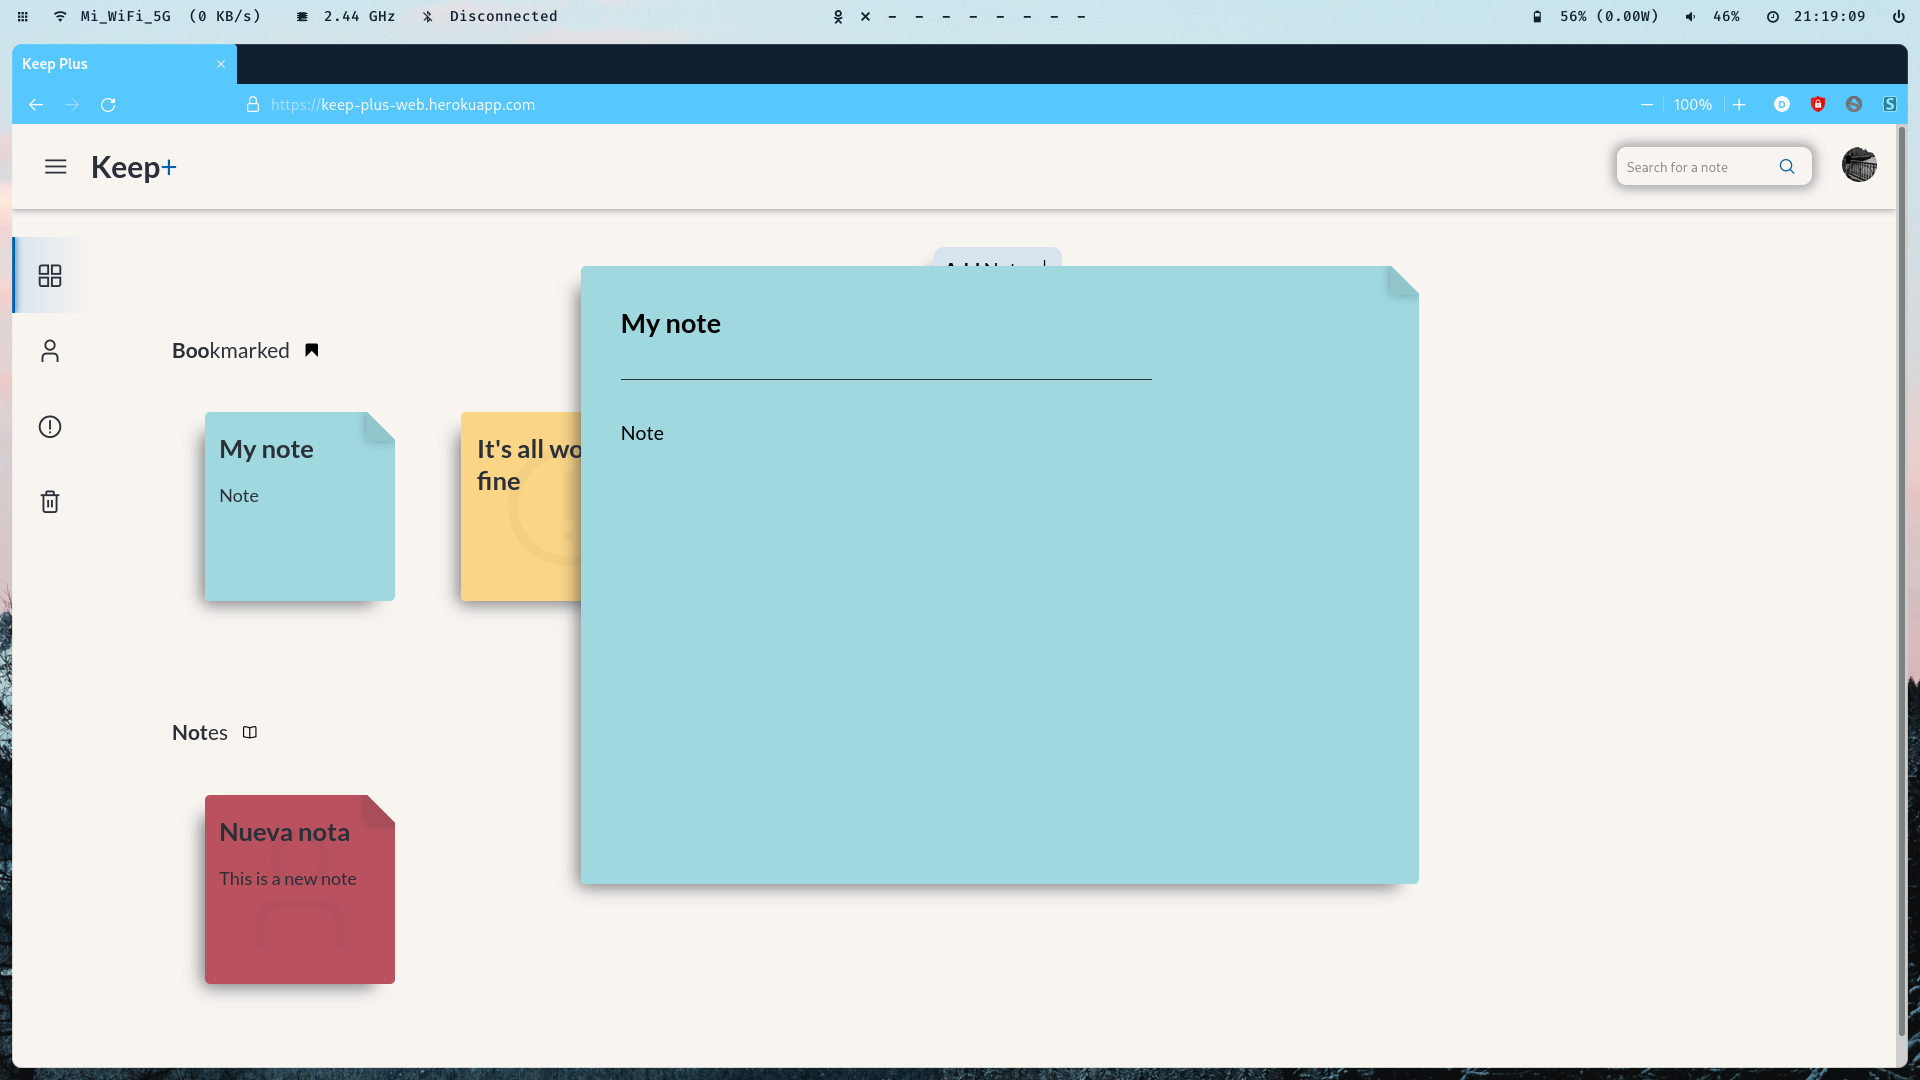 Mi_WiFi_5G (0 KB/s) 2.44 GHz Disconnected 56% (0.00W) 46% 21:19:09
Keep Plus
https://keep-plus-web.herokuapp.com 100% D S
Keep+ Search for a note
Bookmarked
My note
Note
It's all wo
fine
My note
Note
Notes
Nueva nota
This is a new note